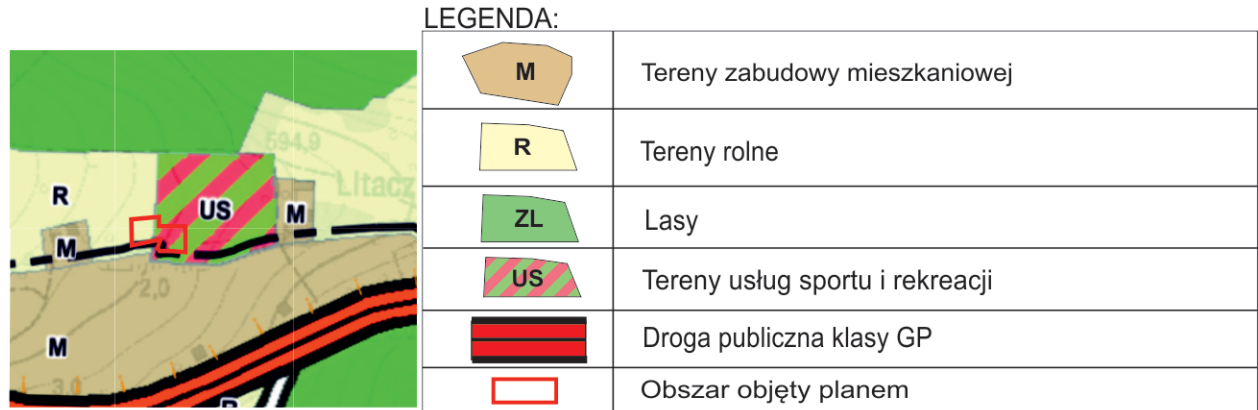 LEGENDA:
M Tereny zabudowy mieszkaniowej
R Tereny rolne
ZL Lasy
US Tereny usług sportu i rekreacji
Droga publiczna klasy GP
Obszar objęty planem
594,9
Litacz
R
US
M
M
2,0
M
3,0